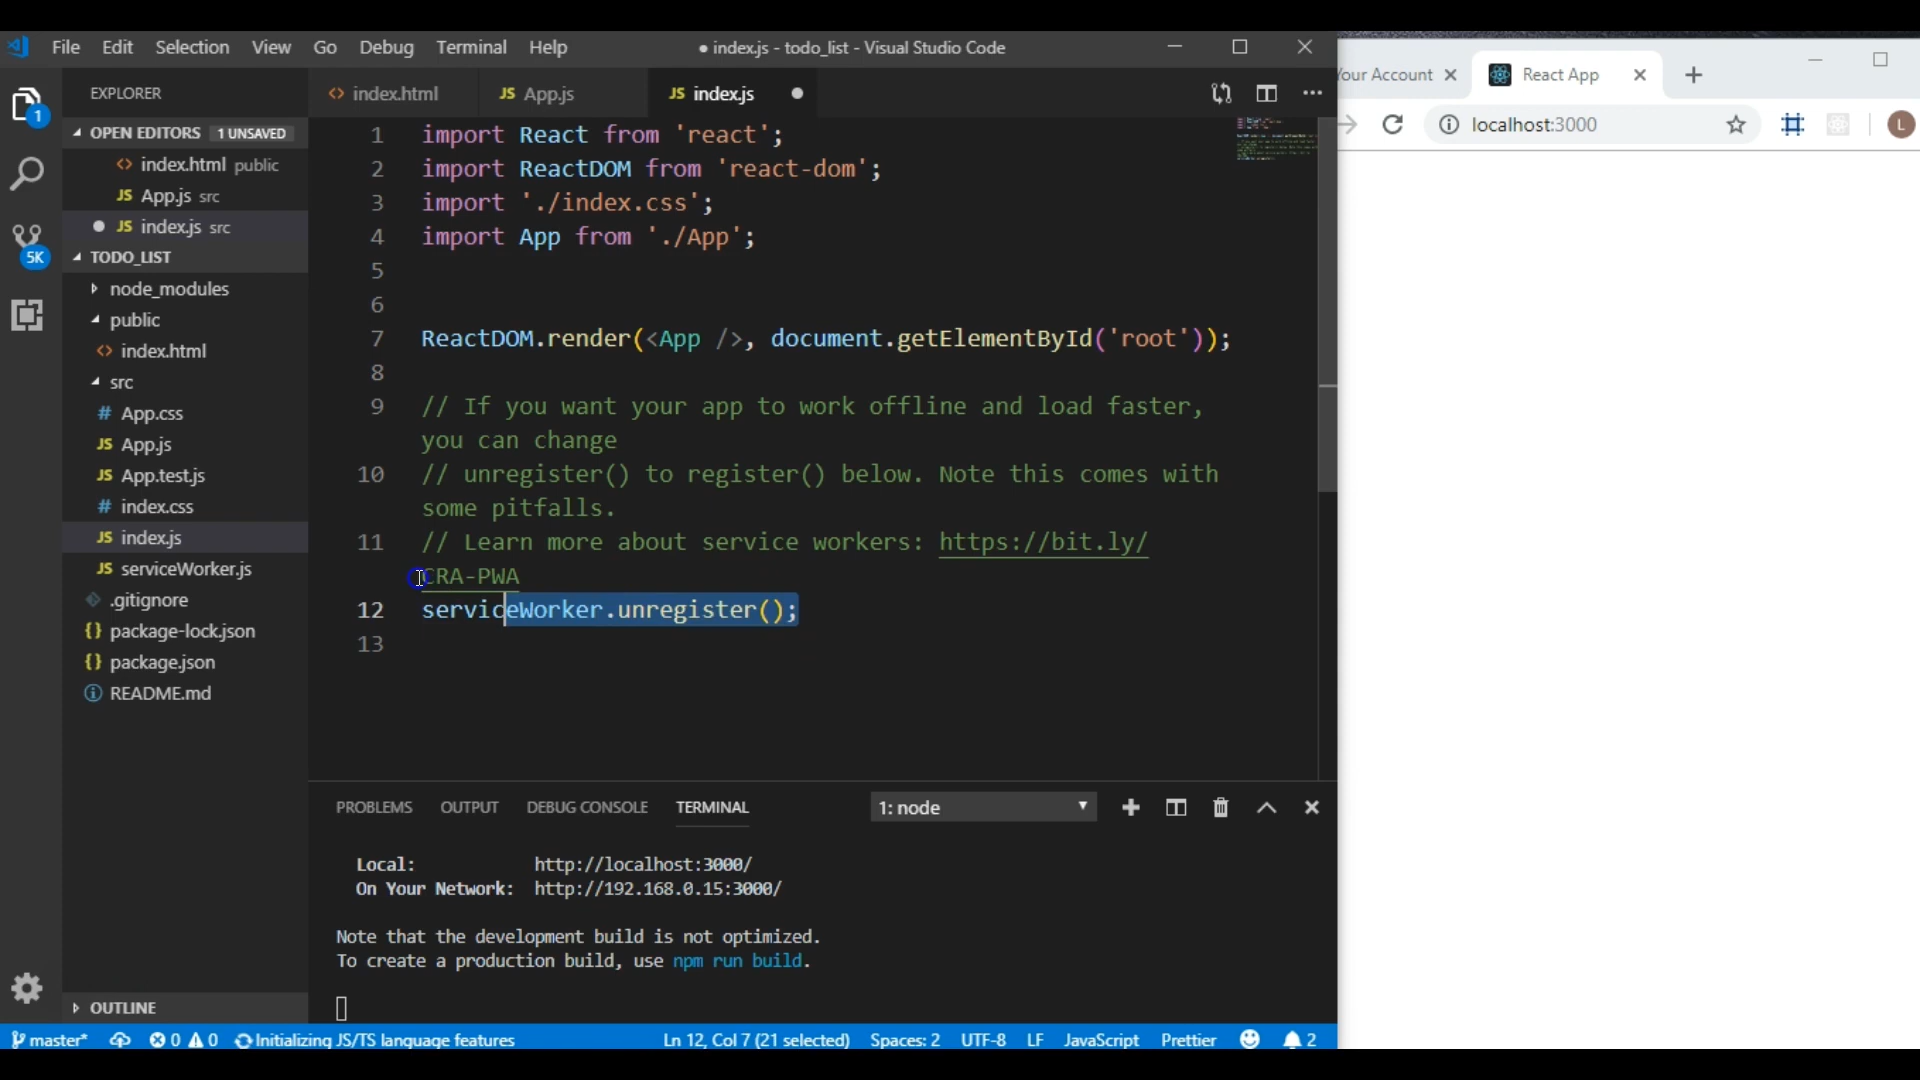 File Edit Selection View Go Debug Terminal Help
● index.js - todo_list - Visual Studio Code
EXPLORER
OPEN EDITORS 1 UNSAVED
index.html public
JS App.js src
JS index.js src
TODO_LIST
node_modules
public
index.html
src
# App.css
JS App.js
JS App.test.js
# index.css
JS index.js
JS serviceWorker.js
.gitignore
{} package-lock.json
{} package.json
README.md
OUTLINE
1
5K
<> index.html
JS App.js
JS index.js
1 import React from 'react';
2 import ReactDOM from 'react-dom';
3 import './index.css';
4 import App from './App';
5
6
7 ReactDOM.render(<App />, document.getElementById('root'));
8
9 // If you want your app to work offline and load faster,
you can change
10 // unregister() to register() below. Note this comes with
some pitfalls.
11 // Learn more about service workers: https://bit.ly/
CRA-PWA
12 serviceWorker.unregister();
13
PROBLEMS OUTPUT DEBUG CONSOLE TERMINAL
1: node
Local: http://localhost:3000/
On Your Network: http://192.168.0.15:3000/
Note that the development build is not optimized.
To create a production build, use npm run build.
master* 0 0 Initializing JS/TS language features
Ln 12, Col 7 (21 selected) Spaces: 2 UTF-8 LF JavaScript Prettier 2
Your Account
React App
localhost:3000
L